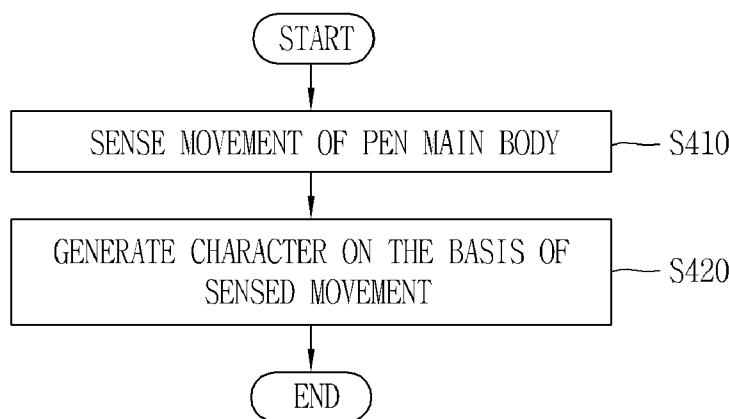 START
SENSE MOVEMENT OF PEN MAIN BODY
S410
GENERATE CHARACTER ON THE BASIS OF
SENSED MOVEMENT
S420
END